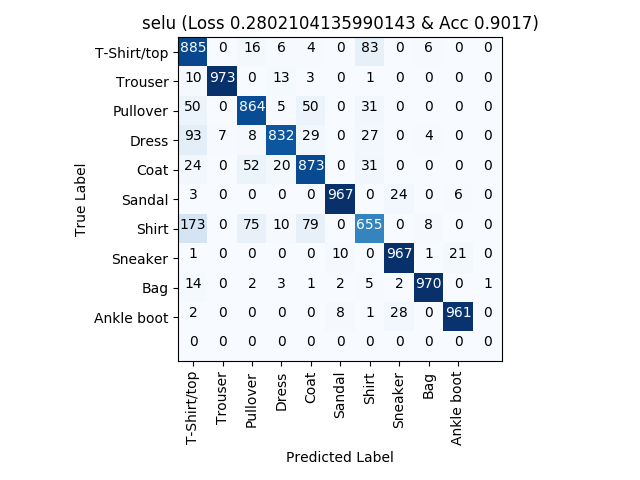 selu (Loss 0.2802104135990143 & Acc 0.9017)
T-Shirt/top 885 0 16 6 4 0 83 0 6 0 0
Trouser 10 973 0 13 3 0 1 0 0 0 0
Pullover 50 0 864 5 50 0 31 0 0 0 0
Dress 93 7 8 832 29 0 27 0 4 0 0
Coat 24 0 52 20 873 0 31 0 0 0 0
Sandal 3 0 0 0 0 967 0 24 0 6 0
Shirt 173 0 75 10 79 0 655 0 8 0 0
Sneaker 1 0 0 0 0 10 0 967 1 21 0
Bag 14 0 2 3 1 2 5 2 970 0 1
Ankle boot 2 0 0 0 0 8 1 28 0 961 0
0 0 0 0 0 0 0 0 0 0 0
True Label
T-Shirt/top Trouser Pullover Dress Coat Sandal Shirt Sneaker Bag Ankle boot
Predicted Label